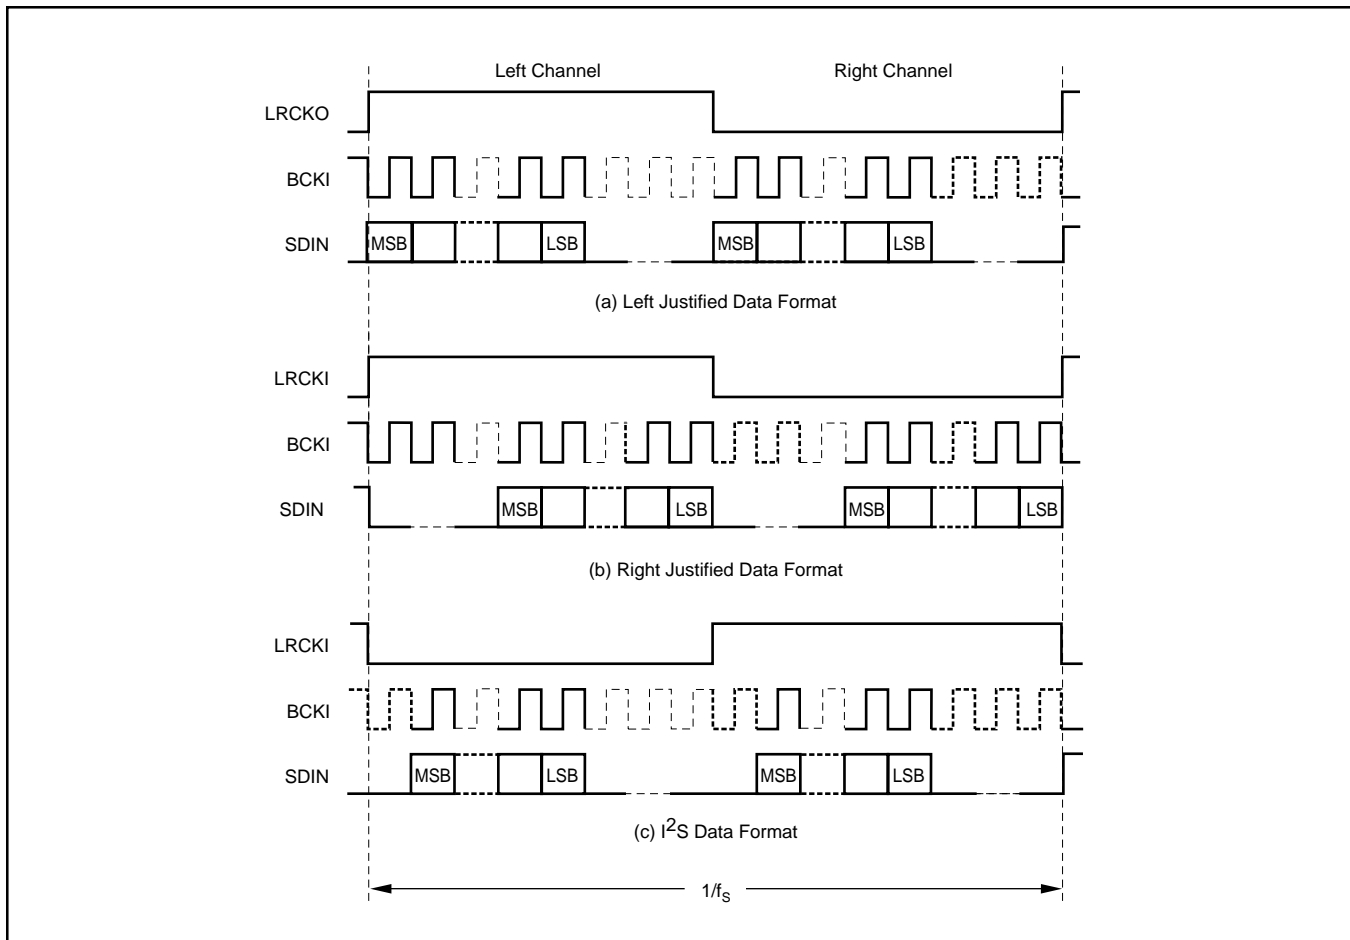 Left Channel Right Channel
LRCKO
BCKI
SDIN MSB LSB MSB LSB
(a) Left Justified Data Format
LRCKI
BCKI
SDIN MSB LSB MSB LSB
(b) Right Justified Data Format
LRCKI
BCKI
SDIN MSB LSB MSB LSB
(c) I²S Data Format
1/fS